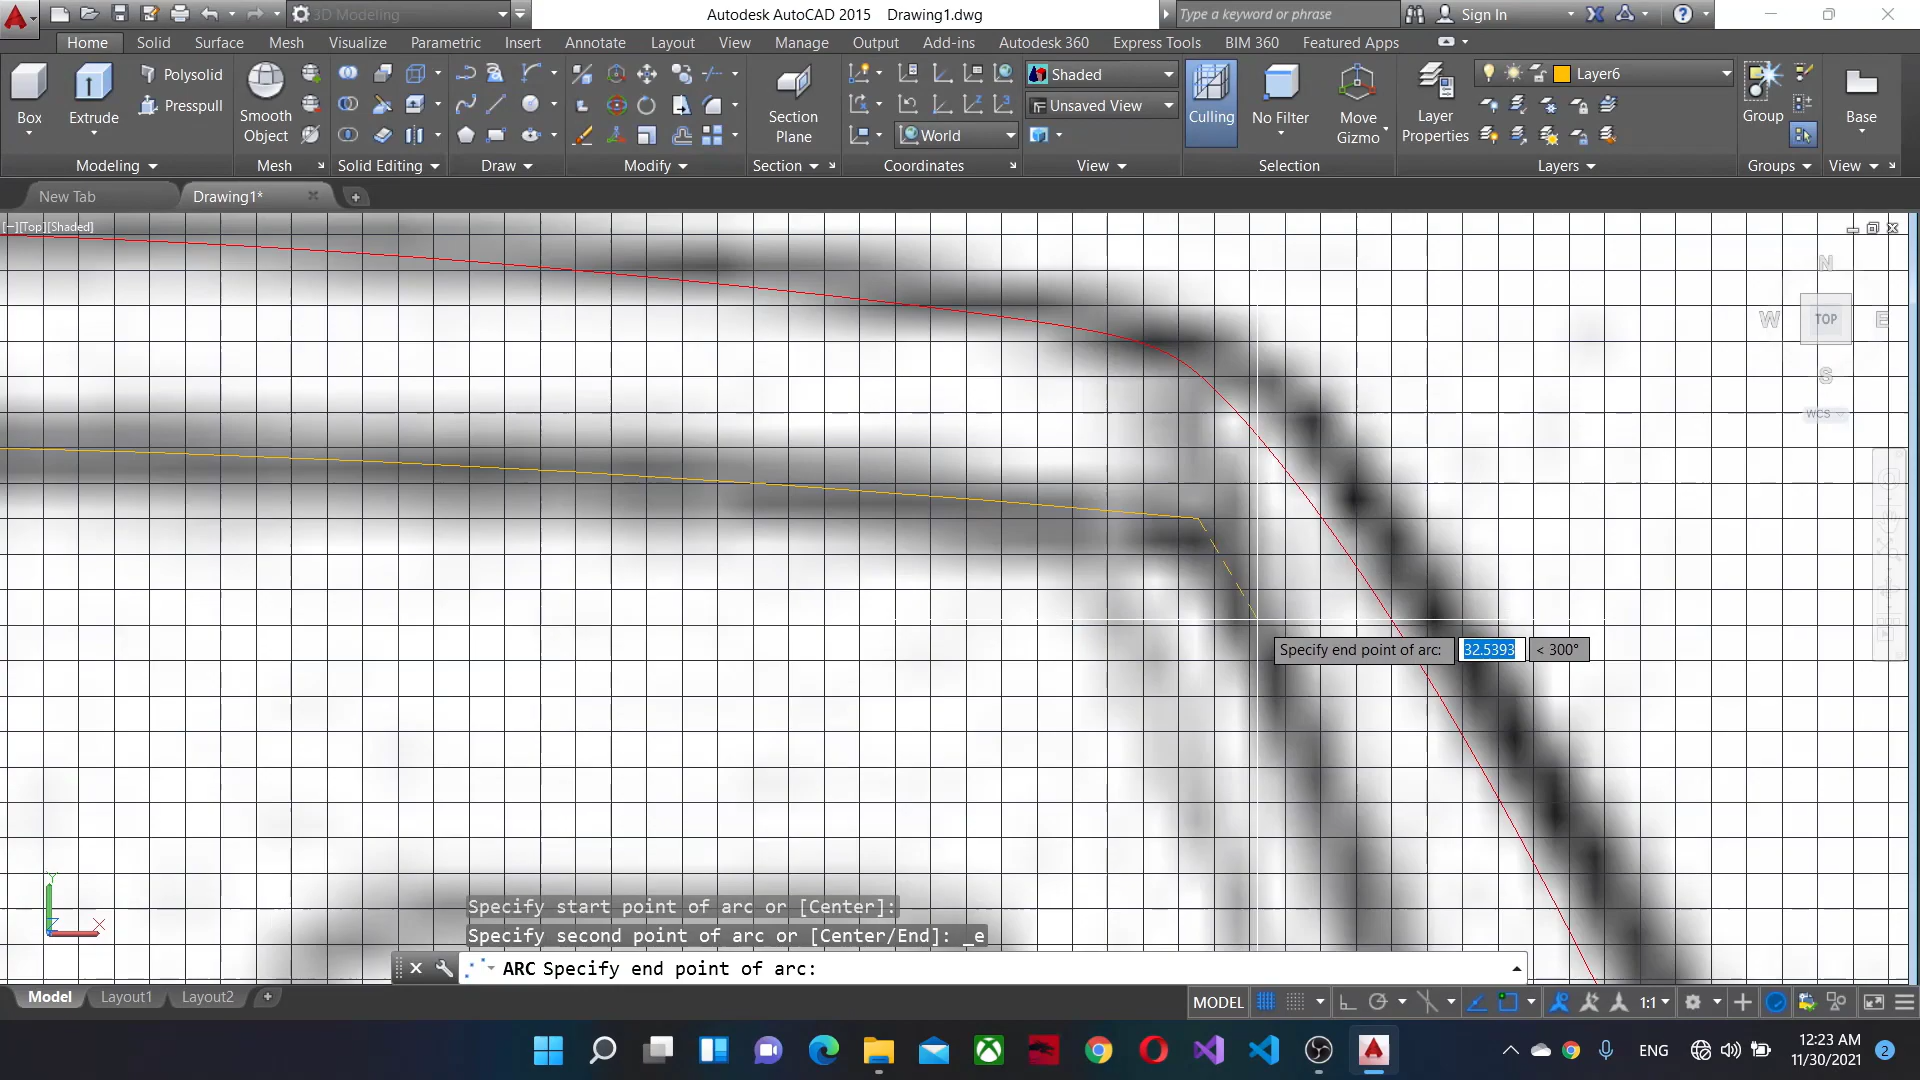 3D Modeling
Autodesk AutoCAD 2015 Drawing1.dwg
Type a keyword or phrase
Sign In
Home Solid Surface Mesh Visualize Parametric Insert Annotate Layout View Manage Output Add-ins Autodesk 360 Express Tools BIM 360 Featured Apps
Box
Extrude
Polysolid
Presspull
Smooth Object
Section Plane
World
Shaded
Unsaved View
Culling
No Filter
Move Gizmo
Layer Properties
Layer6
Group
Base
Modeling Mesh Solid Editing Draw Modify Section Coordinates View Selection Layers Groups View
New Tab Drawing1*
[−][Top][Shaded]
N
W TOP E
S
WCS
Specify end point of arc: 32.5393 < 300°
Y
X
Z
Specify start point of arc or [Center]:
Specify second point of arc or [Center/End]: _e
ARC Specify end point of arc:
Model Layout1 Layout2
MODEL 1:1
ENG
12:23 AM
11/30/2021
2